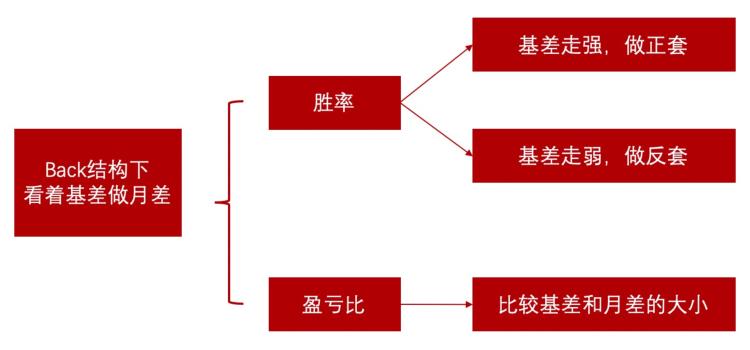 Back结构下
看着基差做月差
胜率
基差走强，做正套
基差走弱，做反套
盈亏比
比较基差和月差的大小